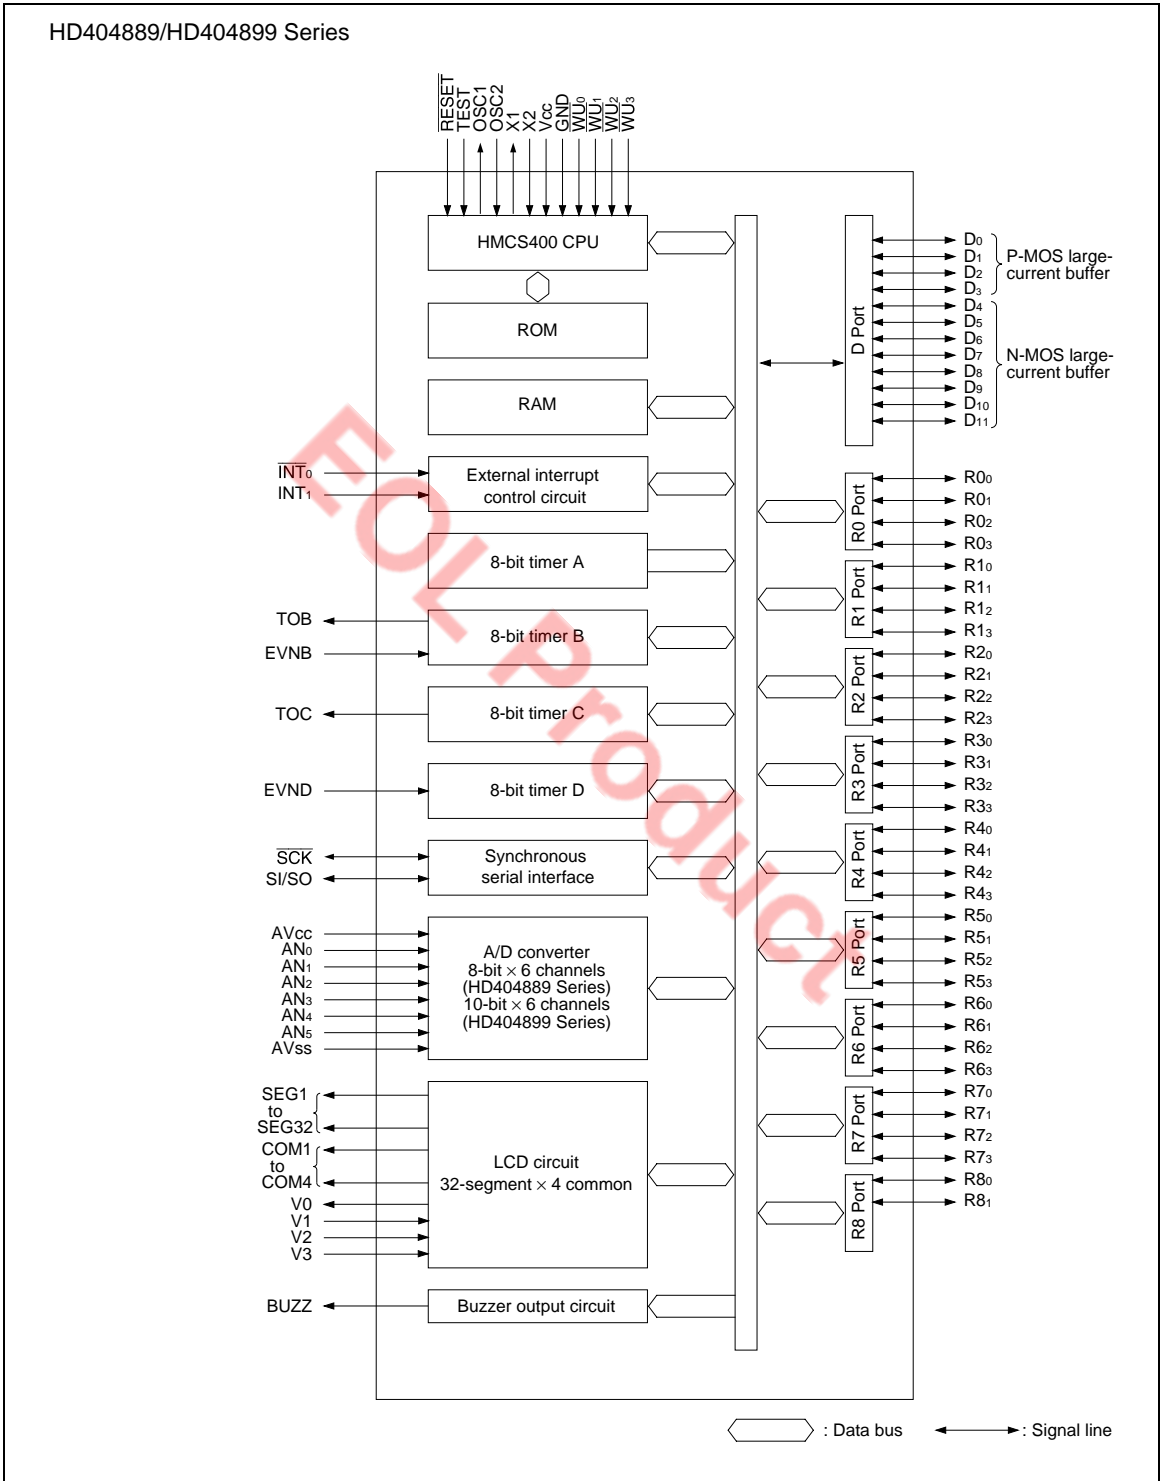 HD404889/HD404899 Series
RESET
TEST
OSC1
OSC2
X1
X2
Vcc
GND
WU0
WU1
WU2
WU3
HMCS400 CPU
ROM
RAM
INT0
INT1
External interrupt
control circuit
8-bit timer A
TOB
EVNB
8-bit timer B
TOC
8-bit timer C
EVND
8-bit timer D
SCK
SI/SO
Synchronous
serial interface
AVcc
AN0
AN1
AN2
AN3
AN4
AN5
AVss
A/D converter
8-bit × 6 channels
(HD404889 Series)
10-bit × 6 channels
(HD404899 Series)
SEG1
to
SEG32
COM1
to
COM4
V0
V1
V2
V3
LCD circuit
32-segment × 4 common
BUZZ
Buzzer output circuit
D Port
D0
D1
D2
D3
P-MOS large-
current buffer
D4
D5
D6
D7
D8
D9
D10
D11
N-MOS large-
current buffer
R0 Port
R00
R01
R02
R03
R1 Port
R10
R11
R12
R13
R2 Port
R20
R21
R22
R23
R3 Port
R30
R31
R32
R33
R4 Port
R40
R41
R42
R43
R5 Port
R50
R51
R52
R53
R6 Port
R60
R61
R62
R63
R7 Port
R70
R71
R72
R73
R8 Port
R80
R81
: Data bus
: Signal line
EOL Product